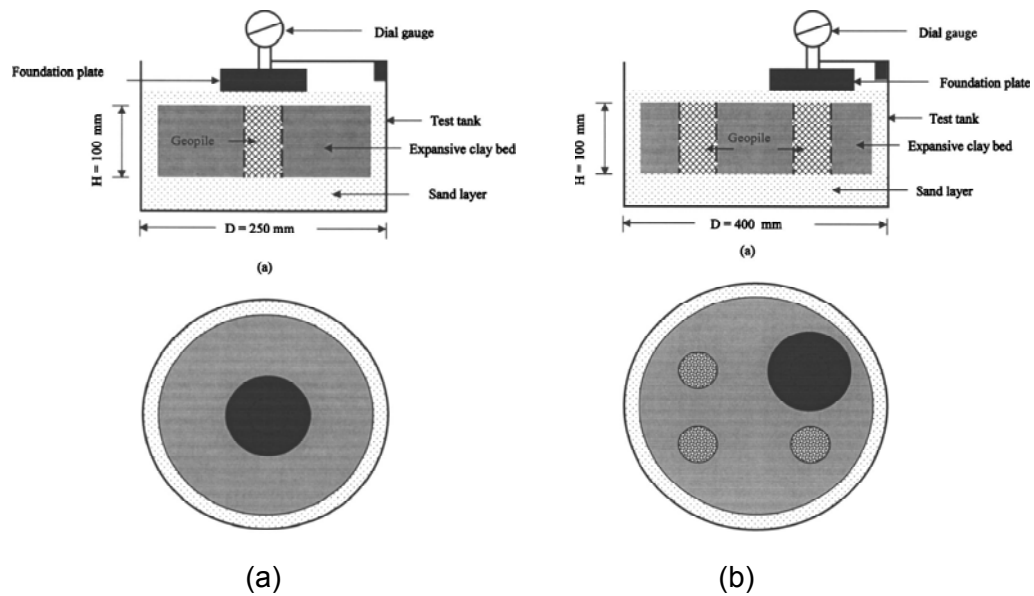 Dial gauge
Foundation plate
Test tank
Geopile
Expansive clay bed
H = 100 mm
Sand layer
D = 250 mm
(a)
Dial gauge
Foundation plate
Test tank
Geopile
Expansive clay bed
H = 100 mm
Sand layer
D = 400 mm
(a)
(a)
(b)